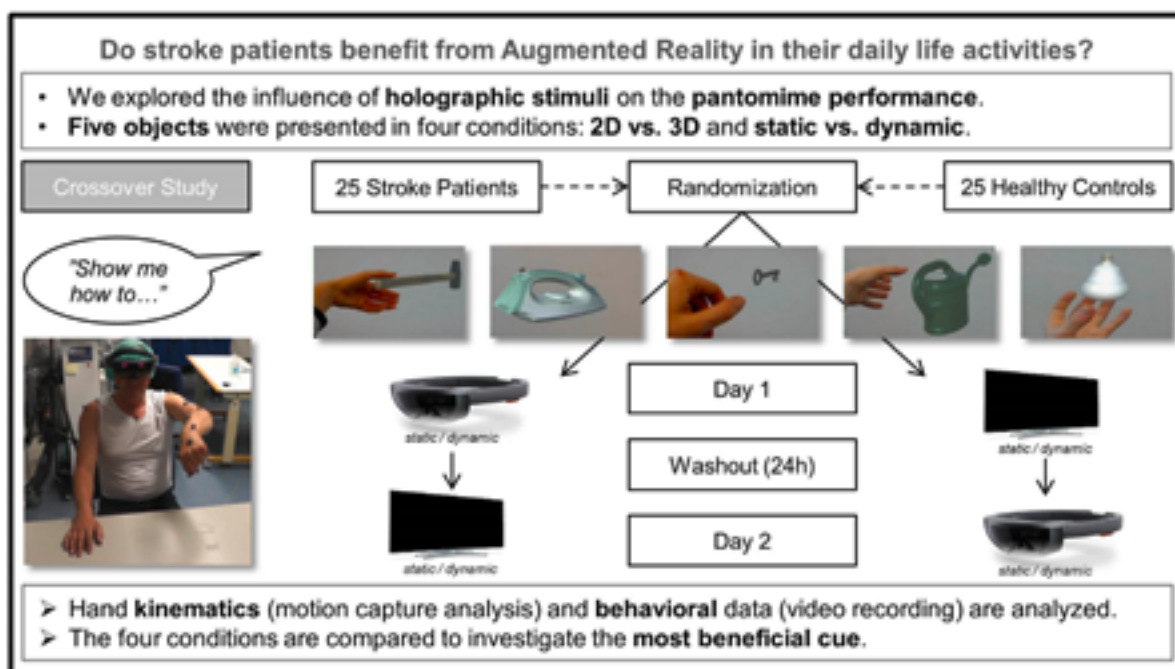 Do stroke patients benefit from Augmented Reality in their daily life activities?
• We explored the influence of holographic stimuli on the pantomime performance.
• Five objects were presented in four conditions: 2D vs. 3D and static vs. dynamic.
Crossover Study
25 Stroke Patients
Randomization
25 Healthy Controls
"Show me
how to…"
static / dynamic
Day 1
static / dynamic
Washout (24h)
static / dynamic
Day 2
static / dynamic
➢ Hand kinematics (motion capture analysis) and behavioral data (video recording) are analyzed.
➢ The four conditions are compared to investigate the most beneficial cue.